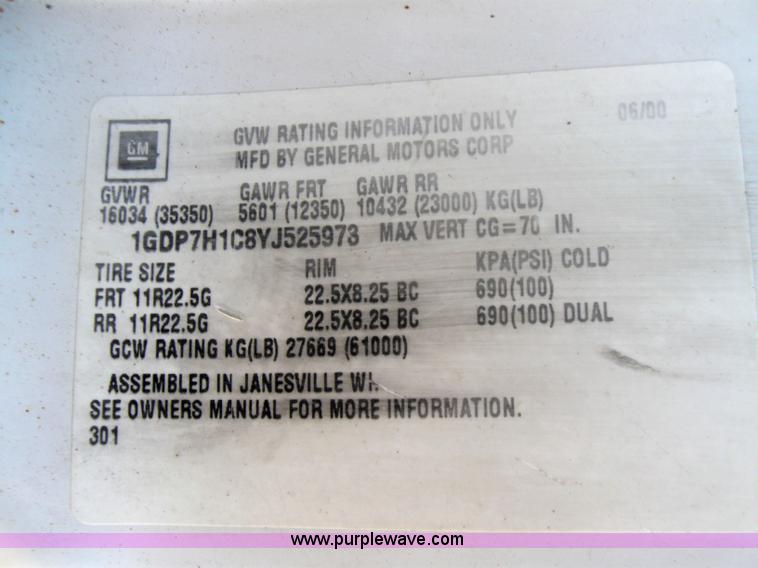 06/00
GM
GVW RATING INFORMATION ONLY
MFD BY GENERAL MOTORS CORP
GVWR GAWR FRT GAWR RR
16034 (35350) 5601 (12350) 10432 (23000) KG(LB)
1GDP7H1C8YJ525973 MAX VERT CG=70 IN.
TIRE SIZE RIM KPA(PSI) COLD
FRT 11R22.5G 22.5X8.25 BC 690(100)
RR 11R22.5G 22.5X8.25 BC 690(100) DUAL
GCW RATING KG(LB) 27669 (61000)
ASSEMBLED IN JANESVILLE WI.
SEE OWNERS MANUAL FOR MORE INFORMATION.
301
www.purplewave.com